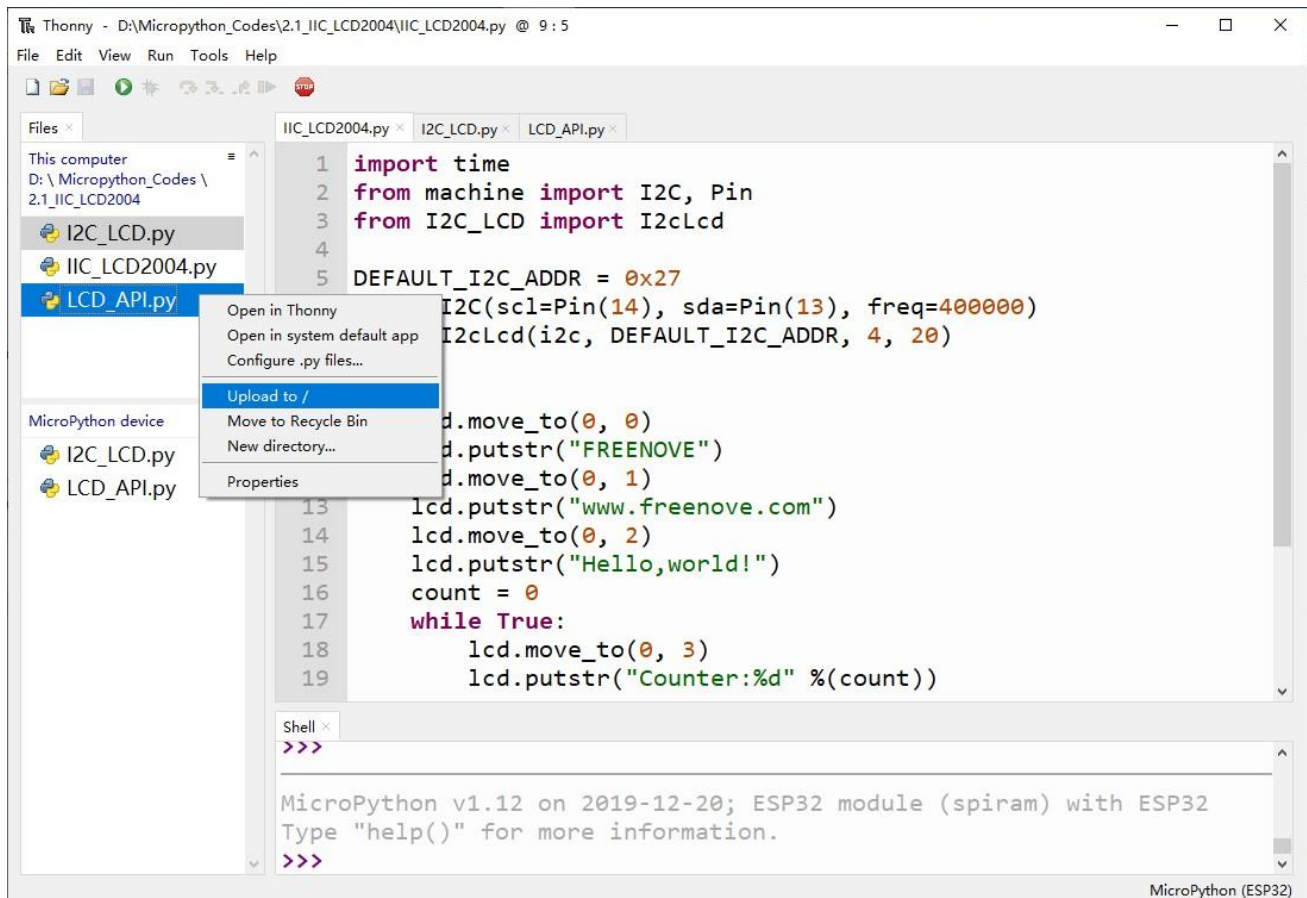 Thonny - D:\Micropython_Codes\2.1_IIC_LCD2004\IIC_LCD2004.py @ 9 : 5
File Edit View Run Tools Help
STOP
Files
This computer
D: \ Micropython_Codes \
2.1_IIC_LCD2004
I2C_LCD.py
IIC_LCD2004.py
LCD_API.py
Open in Thonny
Open in system default app
Configure .py files...
Upload to /
Move to Recycle Bin
New directory...
Properties
MicroPython device
I2C_LCD.py
LCD_API.py
IIC_LCD2004.py I2C_LCD.py LCD_API.py
1 import time
2 from machine import I2C, Pin
3 from I2C_LCD import I2cLcd
4
5 DEFAULT_I2C_ADDR = 0x27
I2C(scl=Pin(14), sda=Pin(13), freq=400000)
I2cLcd(i2c, DEFAULT_I2C_ADDR, 4, 20)
d.move_to(0, 0)
d.putstr("FREENOVE")
d.move_to(0, 1)
13 lcd.putstr("www.freenove.com")
14 lcd.move_to(0, 2)
15 lcd.putstr("Hello,world!")
16 count = 0
17 while True:
18 lcd.move_to(0, 3)
19 lcd.putstr("Counter:%d" %(count))
Shell
>>>
MicroPython v1.12 on 2019-12-20; ESP32 module (spiram) with ESP32
Type "help()" for more information.
>>>
MicroPython (ESP32)